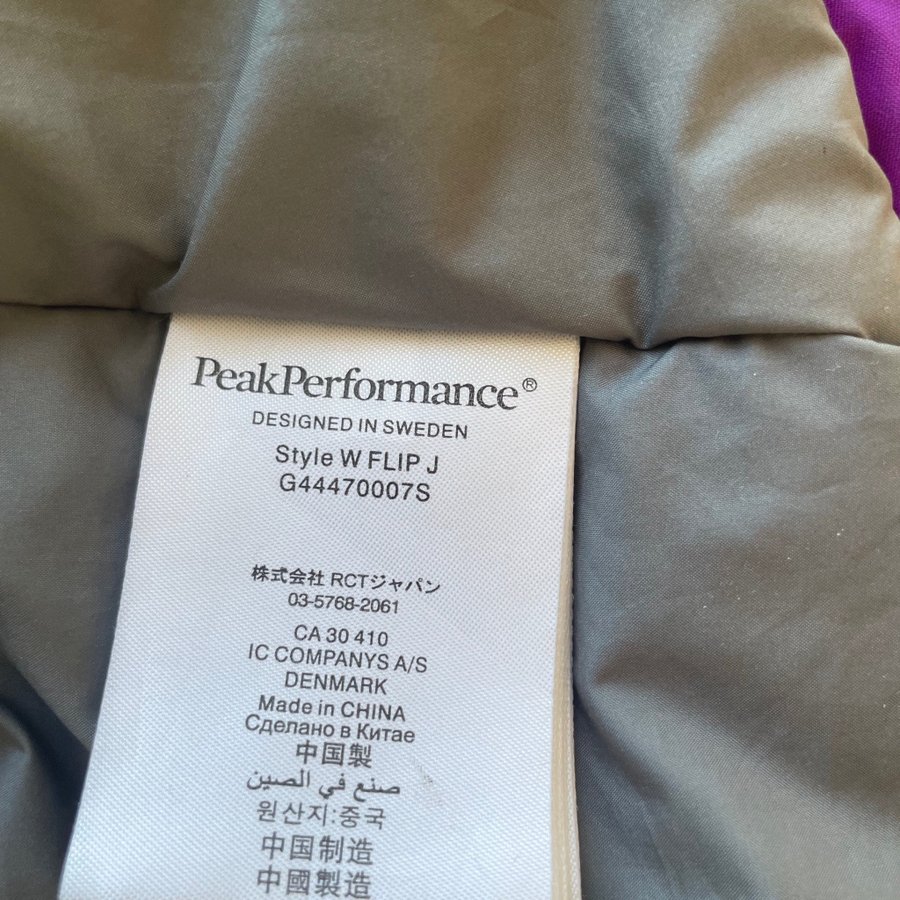 PeakPerformance®
DESIGNED IN SWEDEN
Style W FLIP J
G44470007S
株式会社 RCTジャパン
03-5768-2061
CA 30 410
IC COMPANYS A/S
DENMARK
Made in CHINA
Сделано в Китае
中国製
صنع في الصين
원산지:중국
中国制造
中國製造